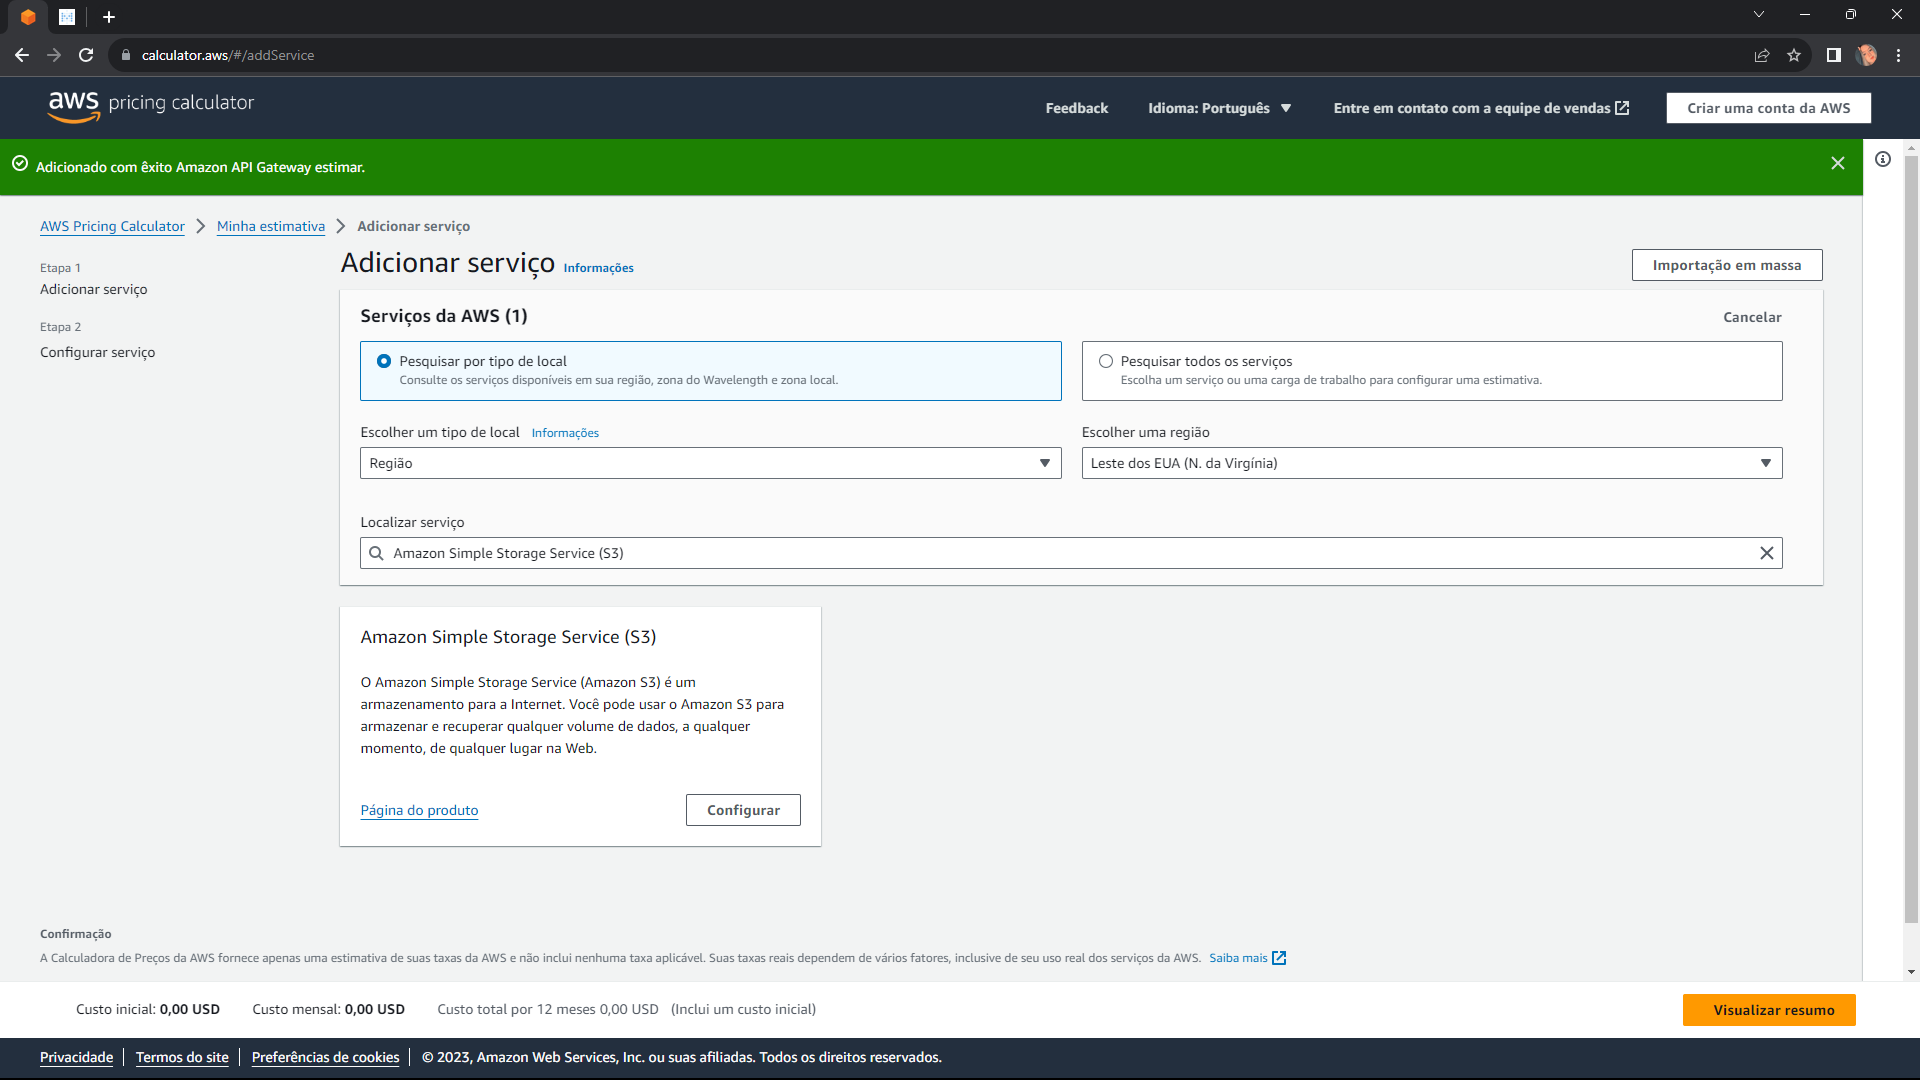 calculator.aws/#/addService
aws pricing calculator
Feedback
Idioma: Português
Entre em contato com a equipe de vendas
Criar uma conta da AWS
Adicionado com êxito Amazon API Gateway estimar.
AWS Pricing Calculator
Minha estimativa
Adicionar serviço
Etapa 1
Adicionar serviço
Etapa 2
Configurar serviço
Adicionar serviço Informações
Importação em massa
Serviços da AWS (1)
Cancelar
Pesquisar por tipo de local
Consulte os serviços disponíveis em sua região, zona do Wavelength e zona local.
Pesquisar todos os serviços
Escolha um serviço ou uma carga de trabalho para configurar uma estimativa.
Escolher um tipo de local Informações
Região
Escolher uma região
Leste dos EUA (N. da Virgínia)
Localizar serviço
Amazon Simple Storage Service (S3)
Amazon Simple Storage Service (S3)
O Amazon Simple Storage Service (Amazon S3) é um
armazenamento para a Internet. Você pode usar o Amazon S3 para
armazenar e recuperar qualquer volume de dados, a qualquer
momento, de qualquer lugar na Web.
Página do produto
Configurar
Confirmação
A Calculadora de Preços da AWS fornece apenas uma estimativa de suas taxas da AWS e não inclui nenhuma taxa aplicável. Suas taxas reais dependem de vários fatores, inclusive de seu uso real dos serviços da AWS. Saiba mais
Custo inicial: 0,00 USD
Custo mensal: 0,00 USD
Custo total por 12 meses 0,00 USD (Inclui um custo inicial)
Visualizar resumo
Privacidade
Termos do site
Preferências de cookies
© 2023, Amazon Web Services, Inc. ou suas afiliadas. Todos os direitos reservados.